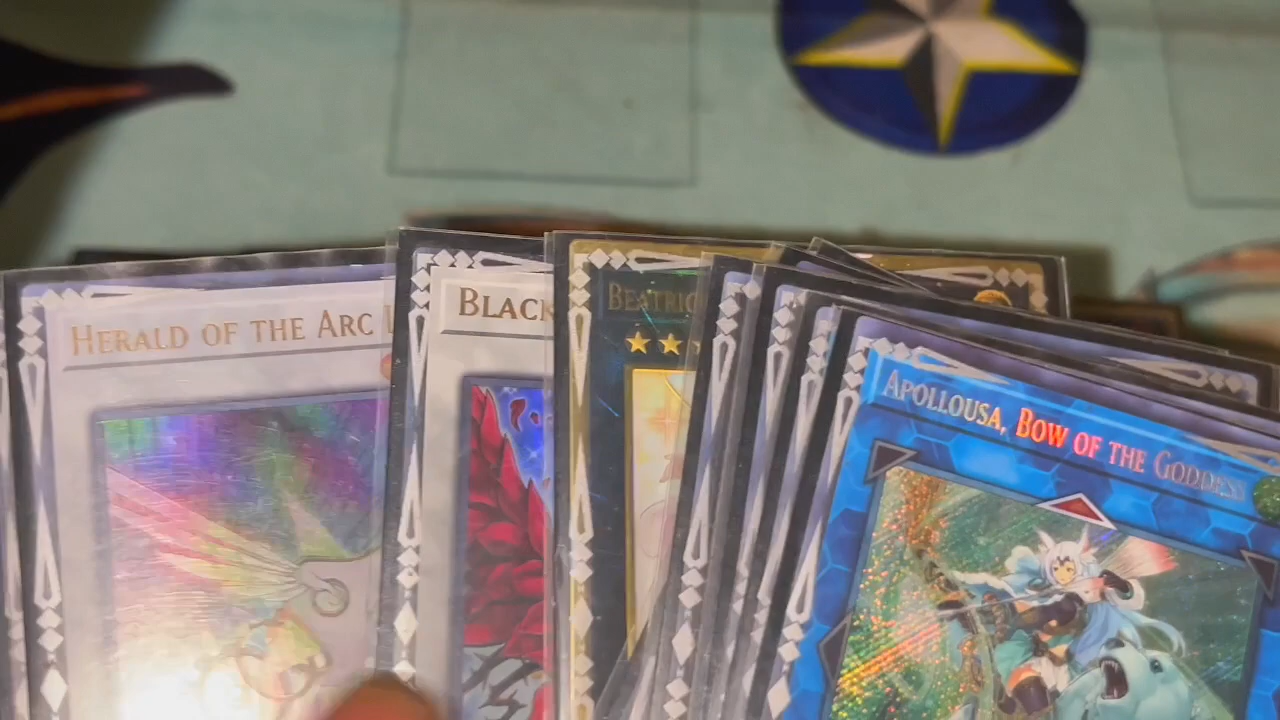 HERALD OF THE ARC L
BLACK
BEATRIC
APOLLOUSA, BOW OF THE GODDESS